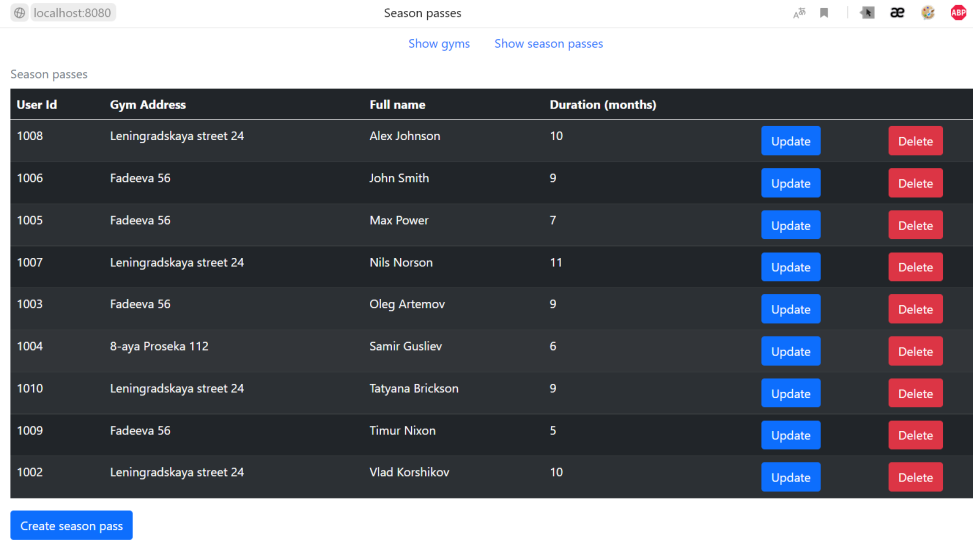 localhost:8080 Season passes ABP
Show gyms Show season passes
Season passes
User Id Gym Address Full name Duration (months)
1008 Leningradskaya street 24 Alex Johnson 10 Update Delete
1006 Fadeeva 56 John Smith 9 Update Delete
1005 Fadeeva 56 Max Power 7 Update Delete
1007 Leningradskaya street 24 Nils Norson 11 Update Delete
1003 Fadeeva 56 Oleg Artemov 9 Update Delete
1004 8-aya Proseka 112 Samir Gusliev 6 Update Delete
1010 Leningradskaya street 24 Tatyana Brickson 9 Update Delete
1009 Fadeeva 56 Timur Nixon 5 Update Delete
1002 Leningradskaya street 24 Vlad Korshikov 10 Update Delete
Create season pass